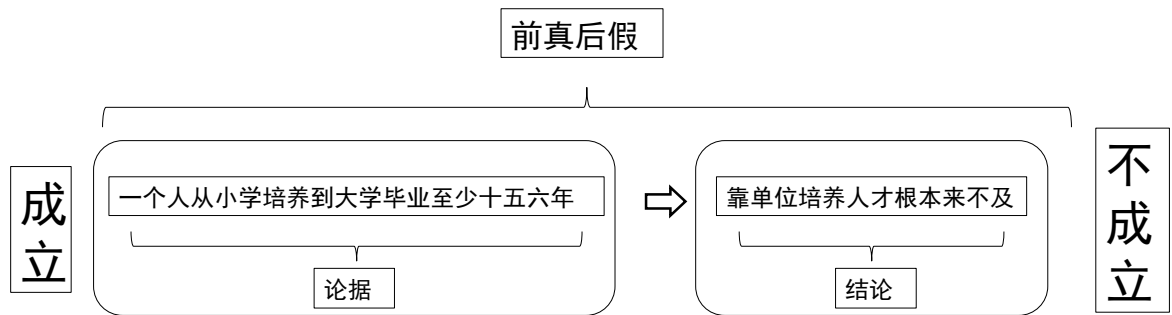 前真后假
成立
一个人从小学培养到大学毕业至少十五六年
靠单位培养人才根本来不及
不成立
论据
结论